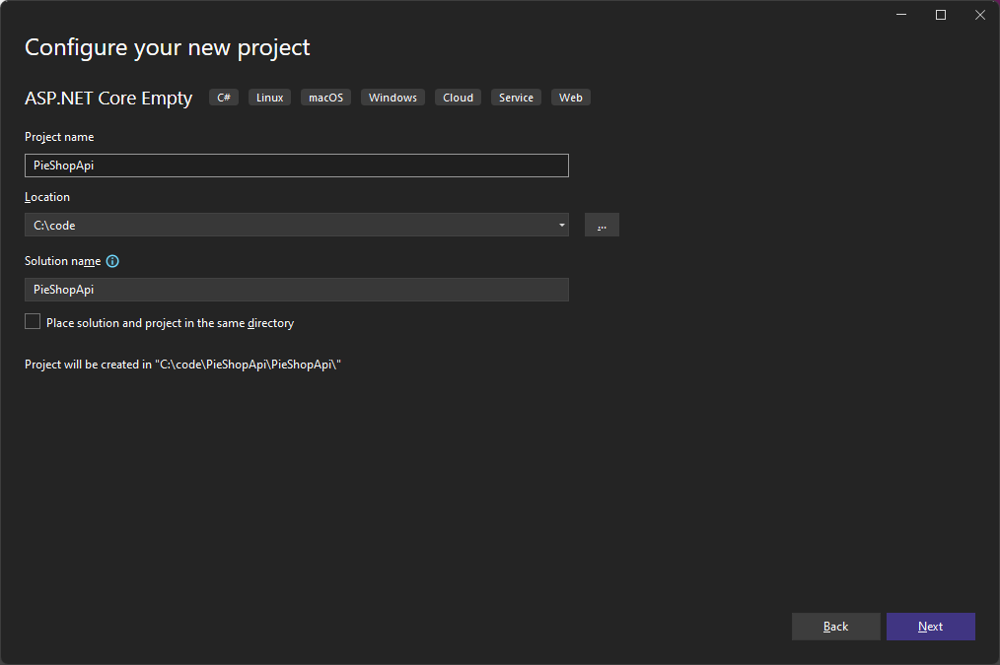 Configure your new project
ASP.NET Core Empty C# Linux macOS Windows Cloud Service Web
Project name
PieShopApi
Location
C:\code
...
Solution name
PieShopApi
Place solution and project in the same directory
Project will be created in "C:\code\PieShopApi\PieShopApi\"
Back Next